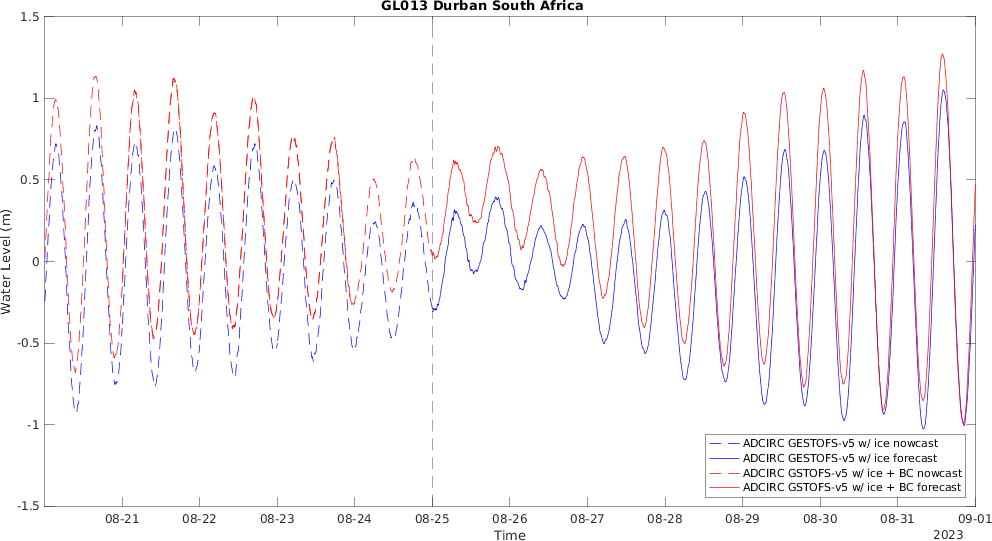 GL013 Durban South Africa
1.5
1
0.5
0
-0.5
-1
-1.5
Water Level (m)
ADCIRC GESTOFS-v5 w/ ice nowcast
ADCIRC GESTOFS-v5 w/ ice forecast
ADCIRC GSTOFS-v5 w/ ice + BC nowcast
ADCIRC GSTOFS-v5 w/ ice + BC forecast
08-21 08-22 08-23 08-24 08-25 08-26 08-27 08-28 08-29 08-30 08-31 09-01
Time
2023